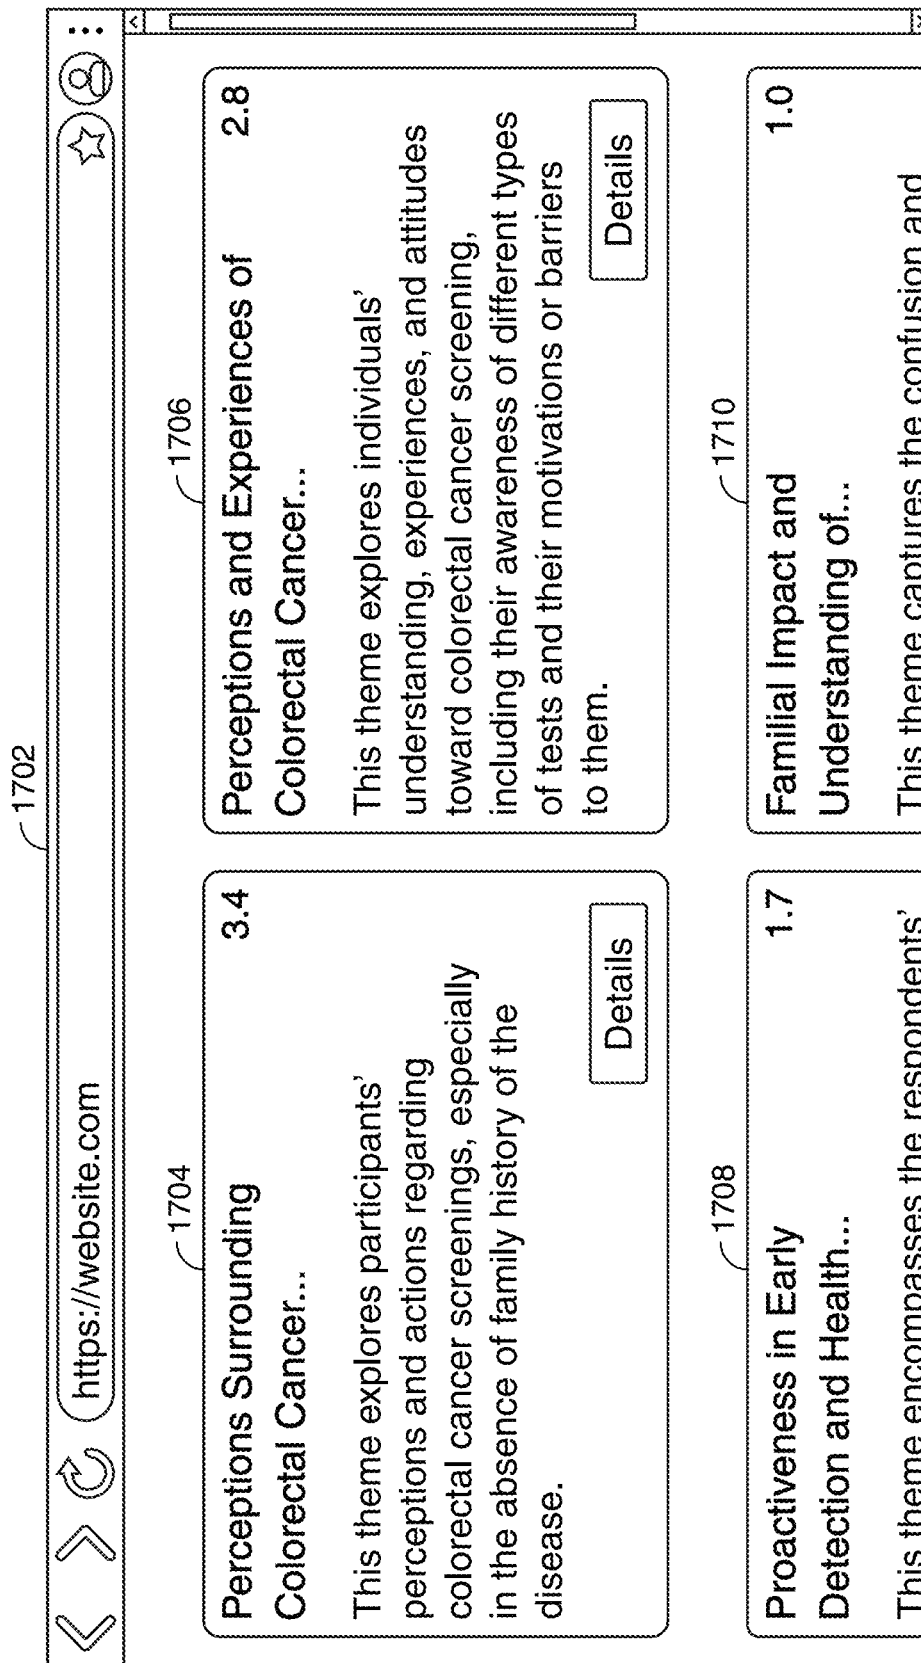 1702
https://website.com
1704
Perceptions Surrounding
Colorectal Cancer...
3.4
This theme explores participants’
perceptions and actions regarding
colorectal cancer screenings, especially
in the absence of family history of the
disease.
Details
1706
Perceptions and Experiences of
Colorectal Cancer...
2.8
This theme explores individuals’
understanding, experiences, and attitudes
toward colorectal cancer screening,
including their awareness of different types
of tests and their motivations or barriers
to them.
Details
1708
Proactiveness in Early
Detection and Health...
1.7
This theme encompasses the respondents’
1710
Familial Impact and
Understanding of...
1.0
This theme captures the confusion and